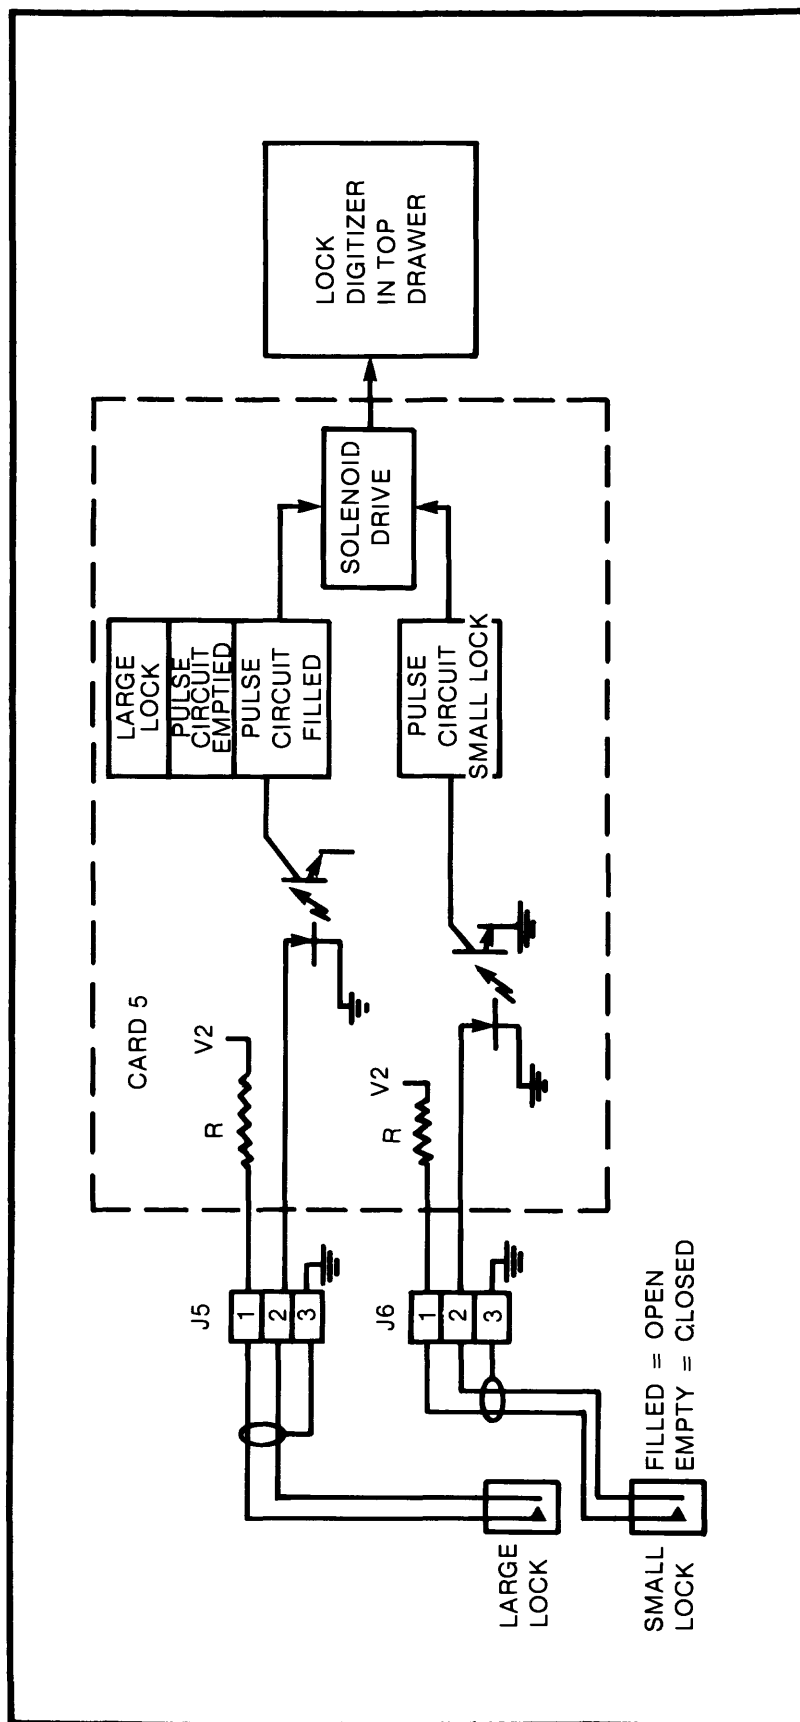 LOCK
DIGITIZER
IN TOP
DRAWER
SOLENOID
DRIVE
LARGE
LOCK
PULSE
CIRCUIT
EMPTIED
PULSE
CIRCUIT
FILLED
PULSE
CIRCUIT
SMALL LOCK
CARD 5
V2
R
V2
R
J5
1
2
3
J6
1
2
3
FILLED = OPEN
EMPTY = CLOSED
LARGE
LOCK
SMALL
LOCK